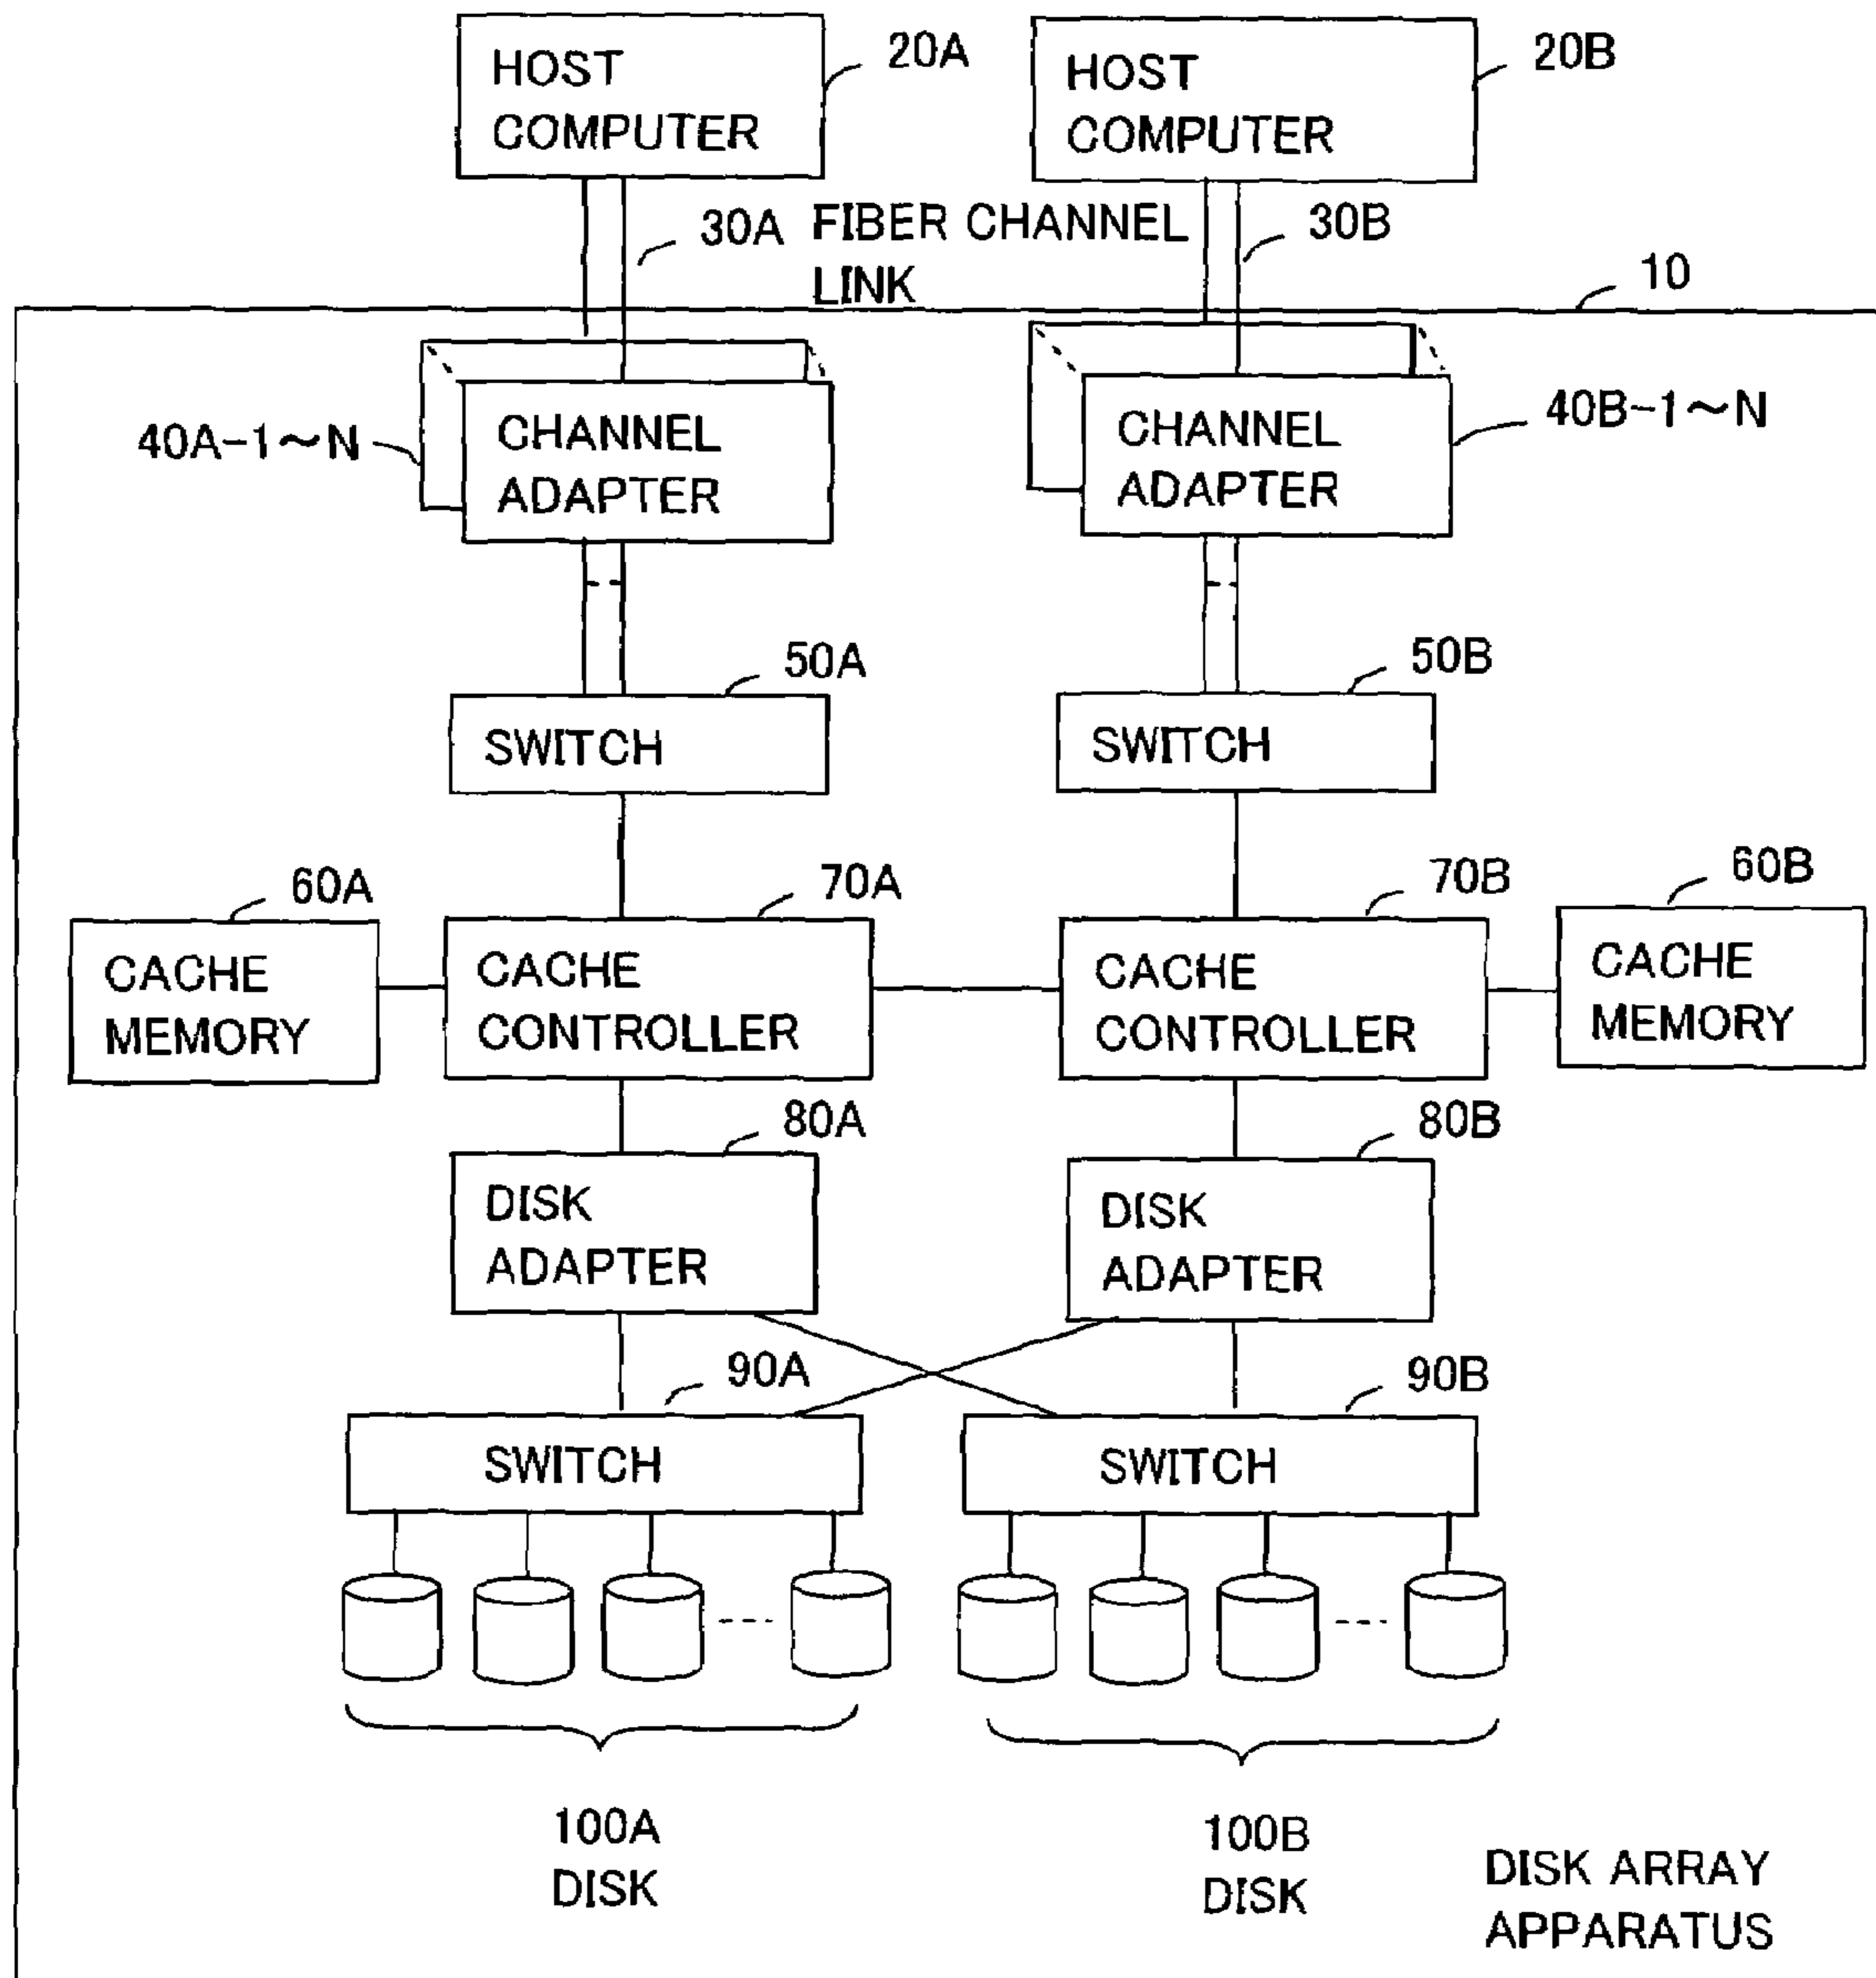 HOST
COMPUTER
20A
HOST
COMPUTER
20B
30A FIBER CHANNEL
LINK
30B
10
40A-1~N
CHANNEL
ADAPTER
CHANNEL
ADAPTER
40B-1~N
50A
SWITCH
50B
SWITCH
60A
CACHE
MEMORY
70A
CACHE
CONTROLLER
70B
CACHE
CONTROLLER
60B
CACHE
MEMORY
80A
DISK
ADAPTER
80B
DISK
ADAPTER
90A
SWITCH
90B
SWITCH
100A
DISK
100B
DISK
DISK ARRAY
APPARATUS